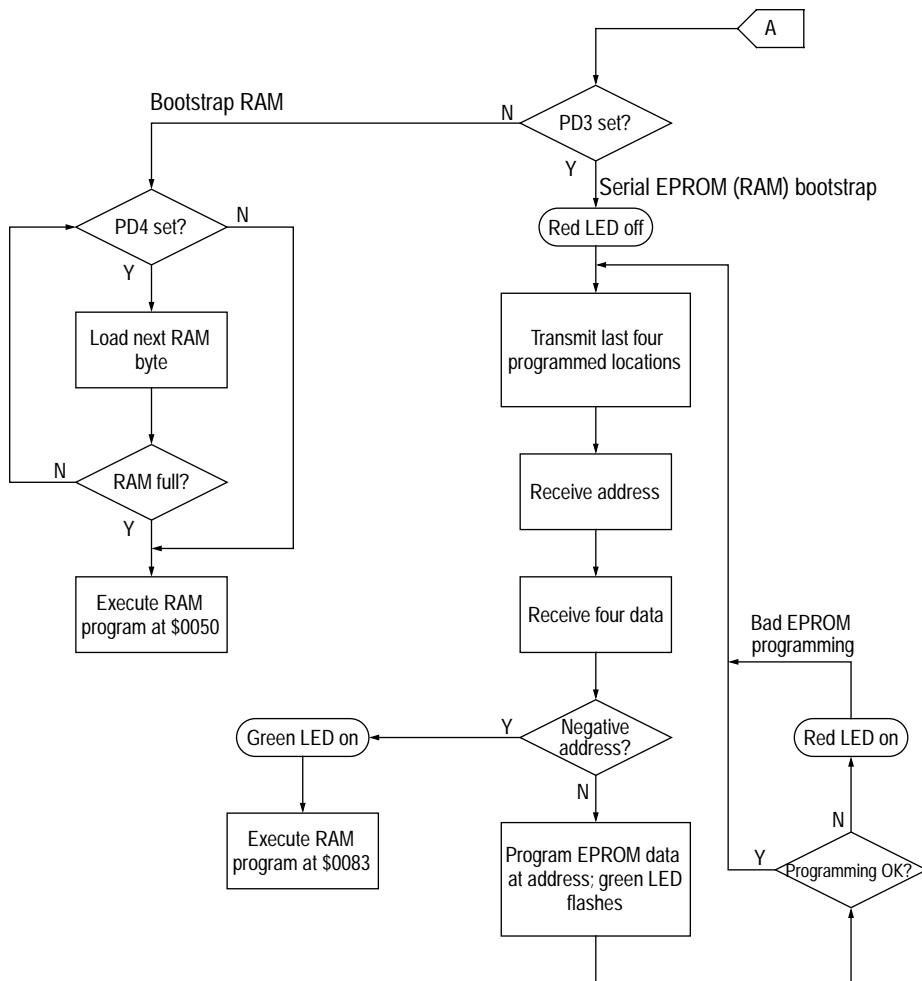 A
Bootstrap RAM
N
PD3 set?
Y
Serial EPROM (RAM) bootstrap
PD4 set?
N
Y
Red LED off
Load next RAM
byte
Transmit last four
programmed locations
N
RAM full?
Y
Receive address
Execute RAM
program at $0050
Receive four data
Bad EPROM
programming
Green LED on
Y
Negative
address?
N
Red LED on
Execute RAM
program at $0083
Program EPROM data
at address; green LED
flashes
N
Y
Programming OK?